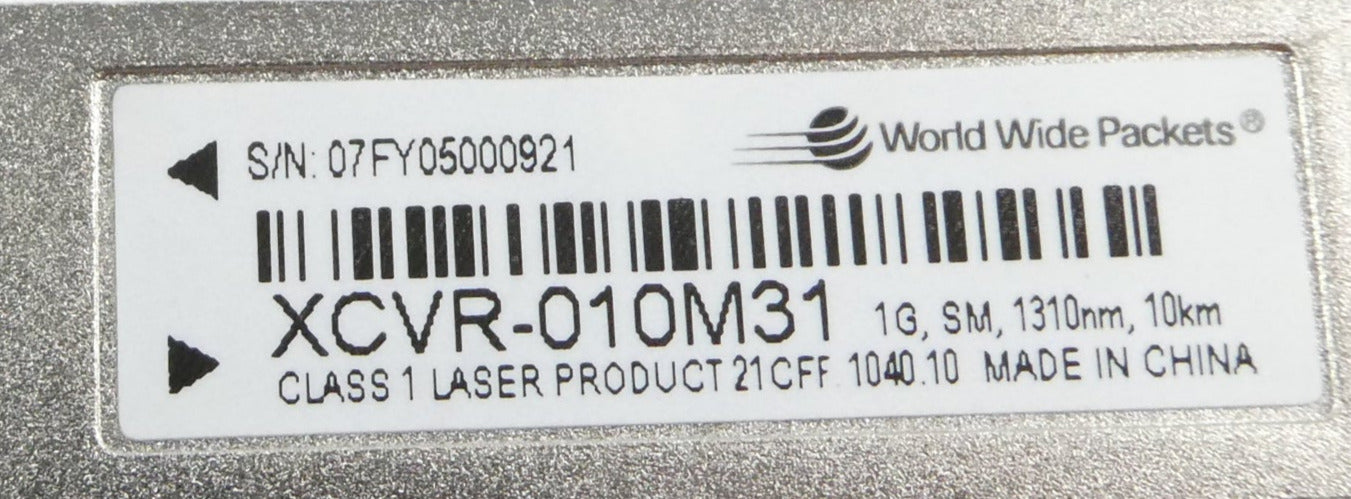 S/N: 07FY05000921
World Wide Packets®
XCVR-010M31 1G, SM, 1310nm, 10km
CLASS 1 LASER PRODUCT 21CFF 1040.10 MADE IN CHINA